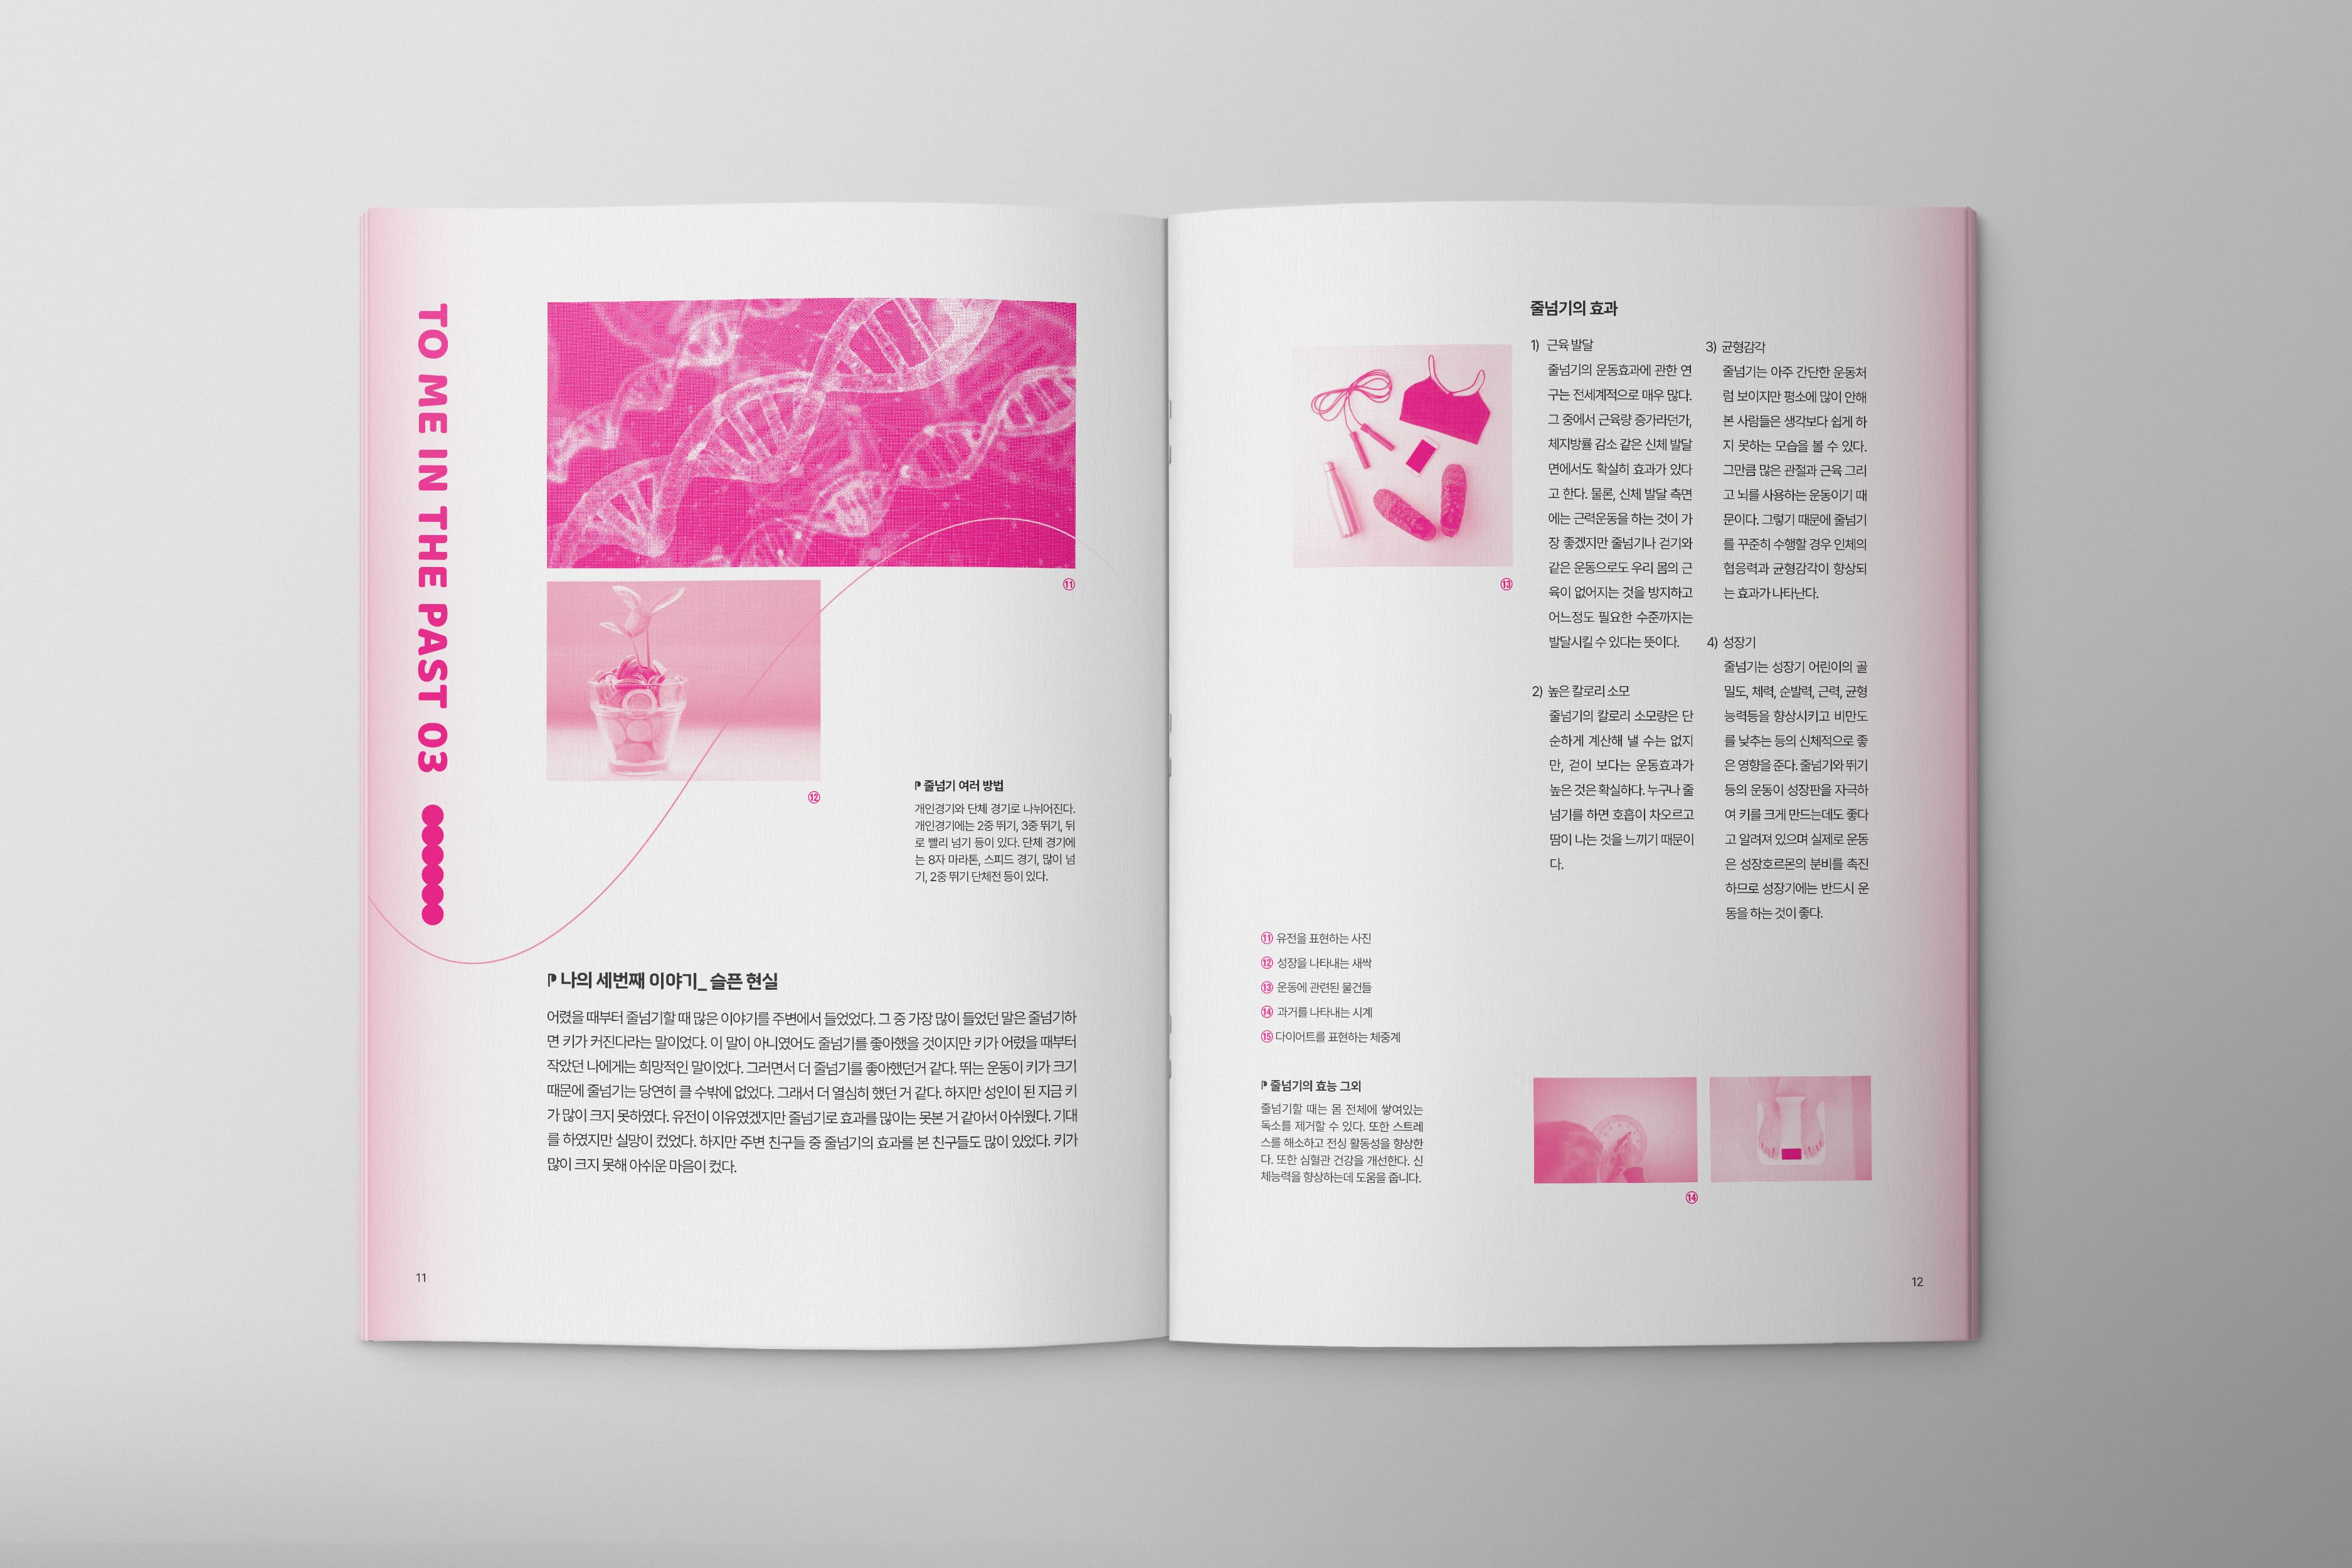 TO ME IN THE PAST 03
⑪
⑫
줄넘기 여러 방법
개인경기와 단체 경기로 나뉘어진다.
개인경기에는 2중 뛰기, 3중 뛰기, 뒤
로 빨리 넘기 등이 있다. 단체 경기에
는 8자 마라톤, 스피드 경기, 많이 넘
기, 2중 뛰기 단체전 등이 있다.
나의 세번째 이야기_ 슬픈 현실
어렸을 때부터 줄넘기할 때 많은 이야기를 주변에서 들었었다. 그 중 가장 많이 들었던 말은 줄넘기하
면 키가 커진다라는 말이었다. 이 말이 아니였어도 줄넘기를 좋아했을 것이지만 키가 어렸을 때부터
작았던 나에게는 희망적인 말이었다. 그러면서 더 줄넘기를 좋아했던거 같다. 뛰는 운동이 키가 크기
때문에 줄넘기는 당연히 클 수밖에 없었다. 그래서 더 열심히 했던 거 같다. 하지만 성인이 된 지금 키
가 많이 크지 못하였다. 유전이 이유였겠지만 줄넘기로 효과를 많이는 못본 거 같아서 아쉬웠다. 기대
를 하였지만 실망이 컸었다. 하지만 주변 친구들 중 줄넘기의 효과를 본 친구들도 많이 있었다. 키가
많이 크지 못해 아쉬운 마음이 컸다.
11
줄넘기의 효과
⑬
1) 근육 발달
줄넘기의 운동효과에 관한 연
구는 전세계적으로 매우 많다.
그 중에서 근육량 증가라던가,
체지방률 감소 같은 신체 발달
면에서도 확실히 효과가 있다
고 한다. 물론, 신체 발달 측면
에는 근력운동을 하는 것이 가
장 좋겠지만 줄넘기나 걷기와
같은 운동으로도 우리 몸의 근
육이 없어지는 것을 방지하고
어느정도 필요한 수준까지는
발달시킬 수 있다는 뜻이다.
2) 높은 칼로리 소모
줄넘기의 칼로리 소모량은 단
순하게 계산해 낼 수는 없지
만, 걷이 보다는 운동효과가
높은 것은 확실하다. 누구나 줄
넘기를 하면 호흡이 차오르고
땀이 나는 것을 느끼기 때문이
다.
3) 균형감각
줄넘기는 아주 간단한 운동처
럼 보이지만 평소에 많이 안해
본 사람들은 생각보다 쉽게 하
지 못하는 모습을 볼 수 있다.
그만큼 많은 관절과 근육 그리
고 뇌를 사용하는 운동이기 때
문이다. 그렇기 때문에 줄넘기
를 꾸준히 수행할 경우 인체의
협응력과 균형감각이 향상되
는 효과가 나타난다.
4) 성장기
줄넘기는 성장기 어린이의 골
밀도, 체력, 순발력, 근력, 균형
능력등을 향상시키고 비만도
를 낮추는 등의 신체적으로 좋
은 영향을 준다. 줄넘기와 뛰기
등의 운동이 성장판을 자극하
여 키를 크게 만드는데도 좋다
고 알려져 있으며 실제로 운동
은 성장호르몬의 분비를 촉진
하므로 성장기에는 반드시 운
동을 하는 것이 좋다.
⑪ 유전을 표현하는 사진
⑫ 성장을 나타내는 새싹
⑬ 운동에 관련된 물건들
⑭ 과거를 나타내는 시계
⑮ 다이어트를 표현하는 체중계
줄넘기의 효능 그외
줄넘기할 때는 몸 전체에 쌓여있는
독소를 제거할 수 있다. 또한 스트레
스를 해소하고 전싱 활동성을 향상한
다. 또한 심혈관 건강을 개선한다. 신
체능력을 향상하는데 도움을 줍니다.
⑭
12